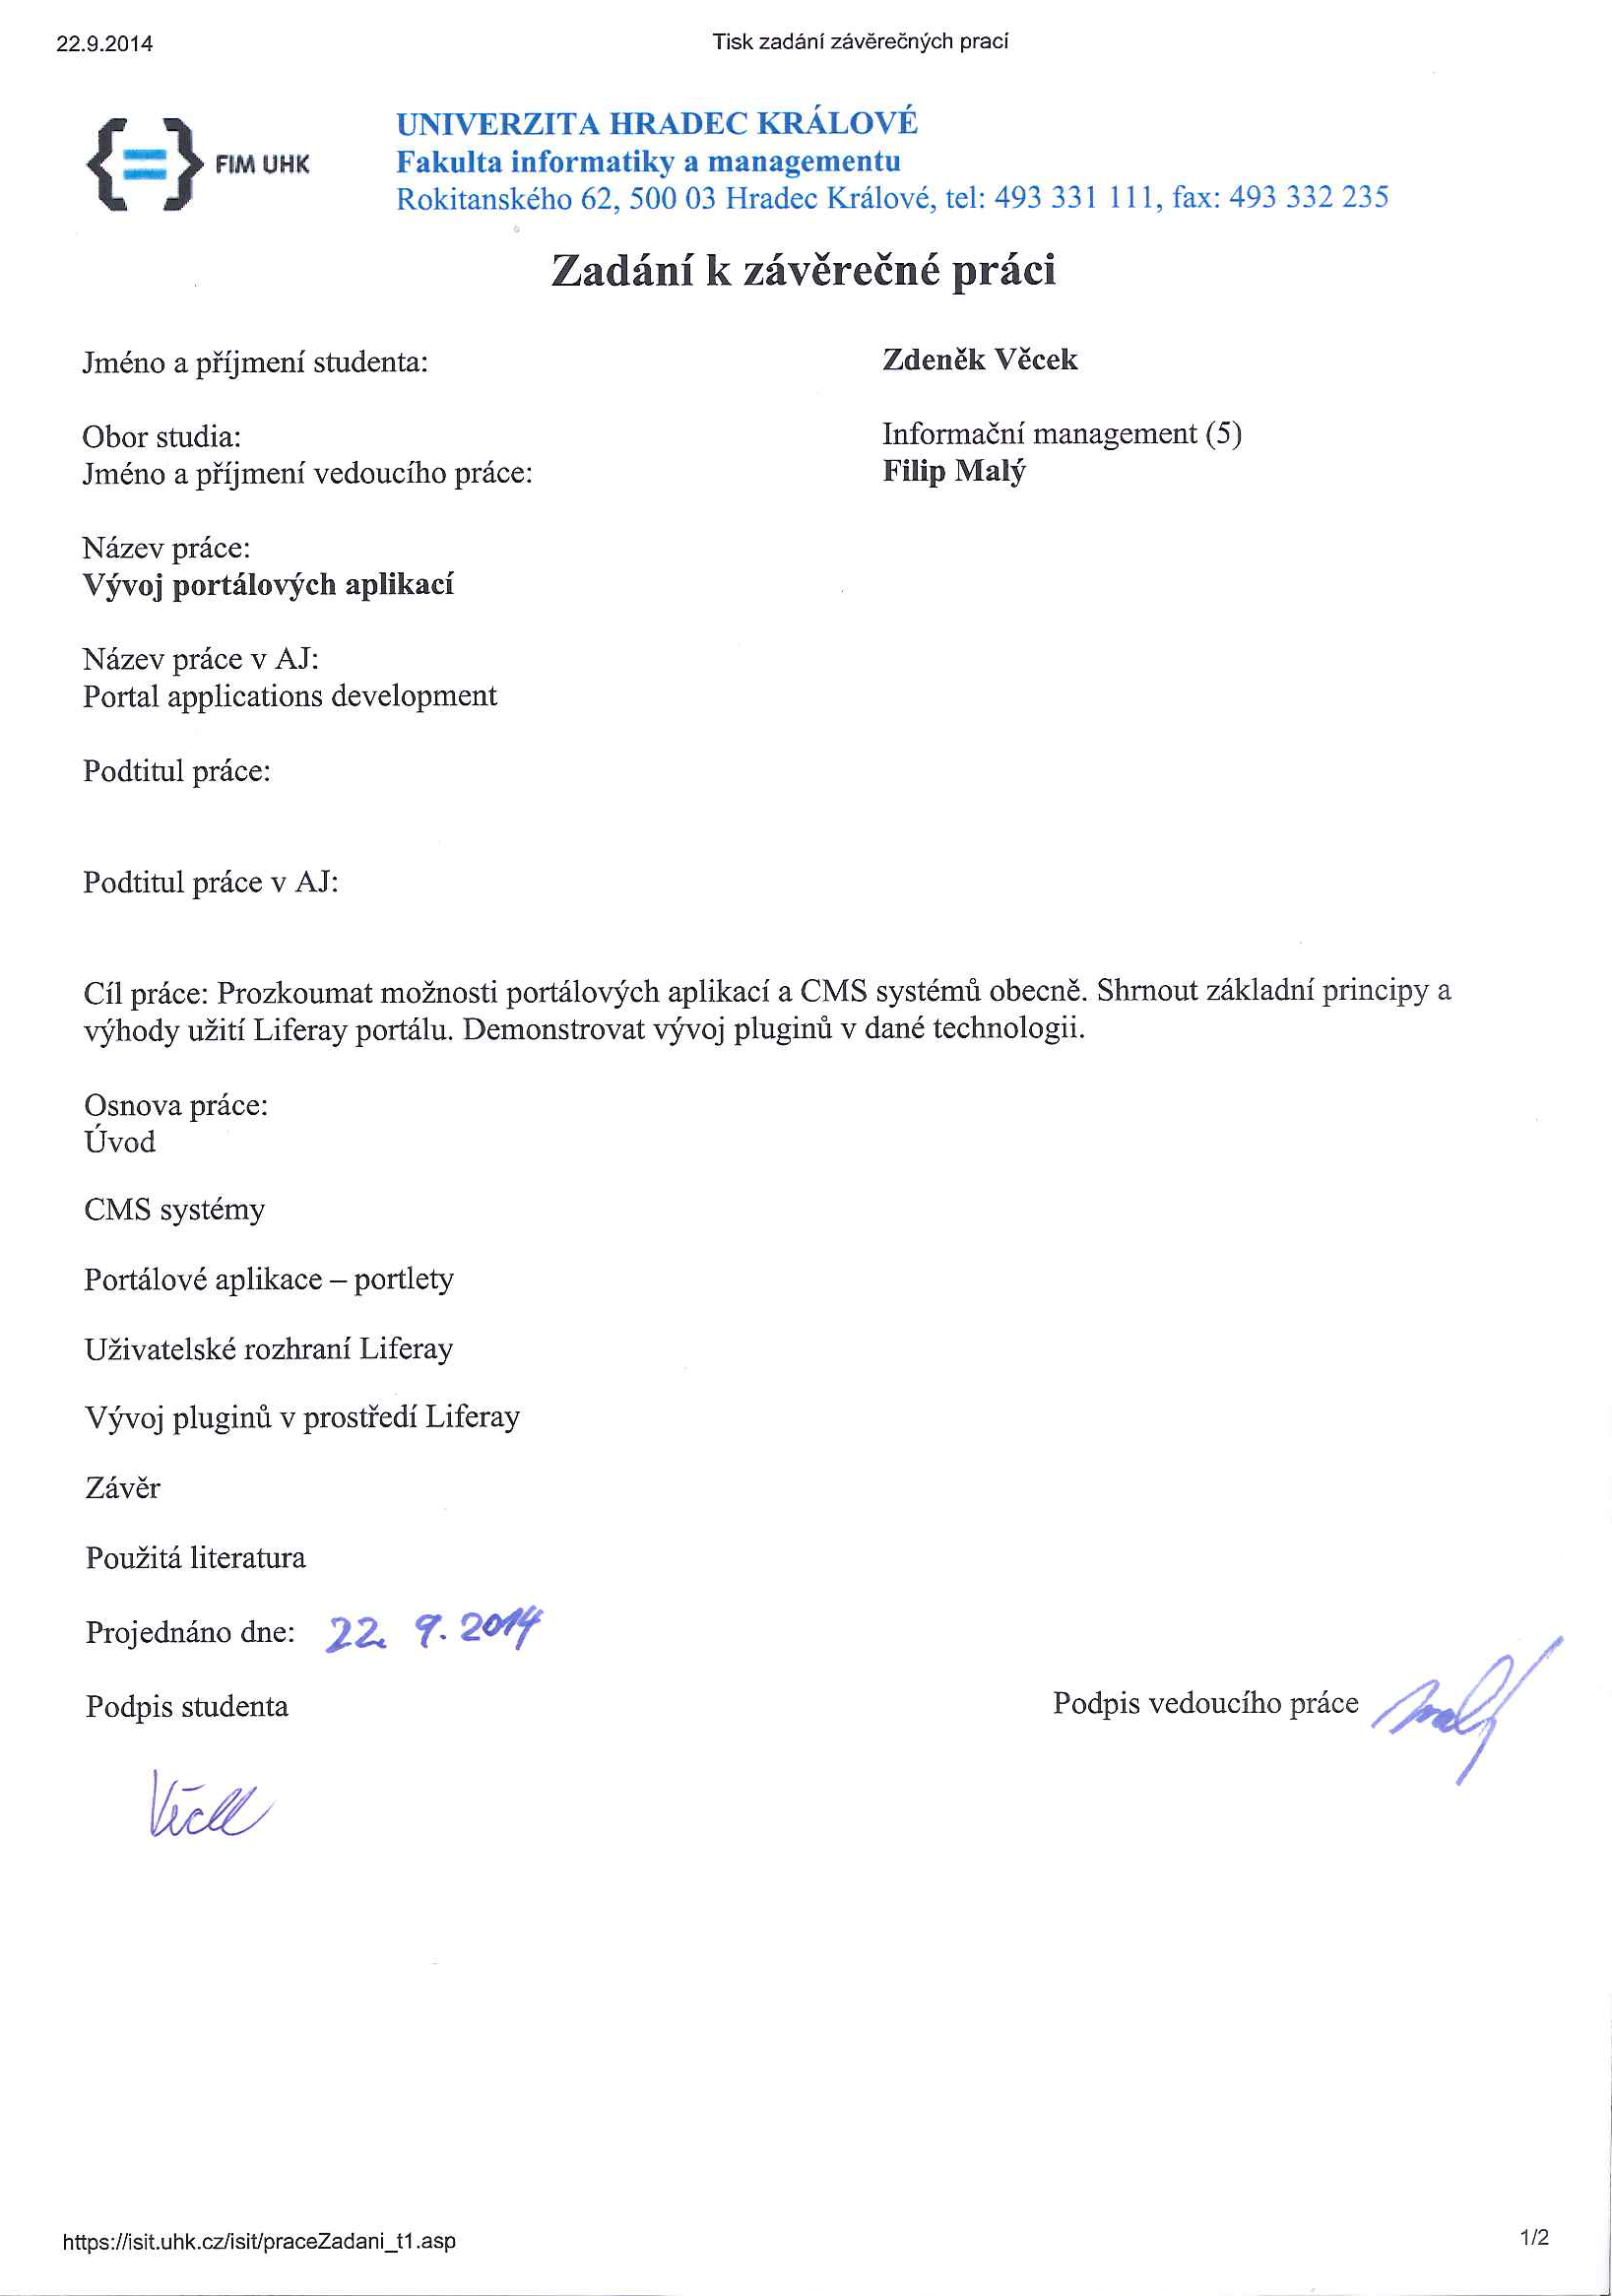 22.9.2014
Tisk zadání závěrečných prací
FIM UHK
UNIVERZITA HRADEC KRÁLOVÉ
Fakulta informatiky a managementu
Rokitanského 62, 500 03 Hradec Králové, tel: 493 331 111, fax: 493 332 235
Zadání k závěrečné práci
Jméno a příjmení studenta: Zdeněk Věcek
Obor studia: Informační management (5)
Jméno a příjmení vedoucího práce: Filip Malý
Název práce:
Vývoj portálových aplikací
Název práce v AJ:
Portal applications development
Podtitul práce:
Podtitul práce v AJ:
Cíl práce: Prozkoumat možnosti portálových aplikací a CMS systémů obecně. Shrnout základní principy a
výhody užití Liferay portálu. Demonstrovat vývoj pluginů v dané technologii.
Osnova práce:
Úvod
CMS systémy
Portálové aplikace – portlety
Uživatelské rozhraní Liferay
Vývoj pluginů v prostředí Liferay
Závěr
Použitá literatura
Projednáno dne: 22. 9. 2014
Podpis studenta
Podpis vedoucího práce
https://isit.uhk.cz/isit/praceZadani_t1.asp
1/2